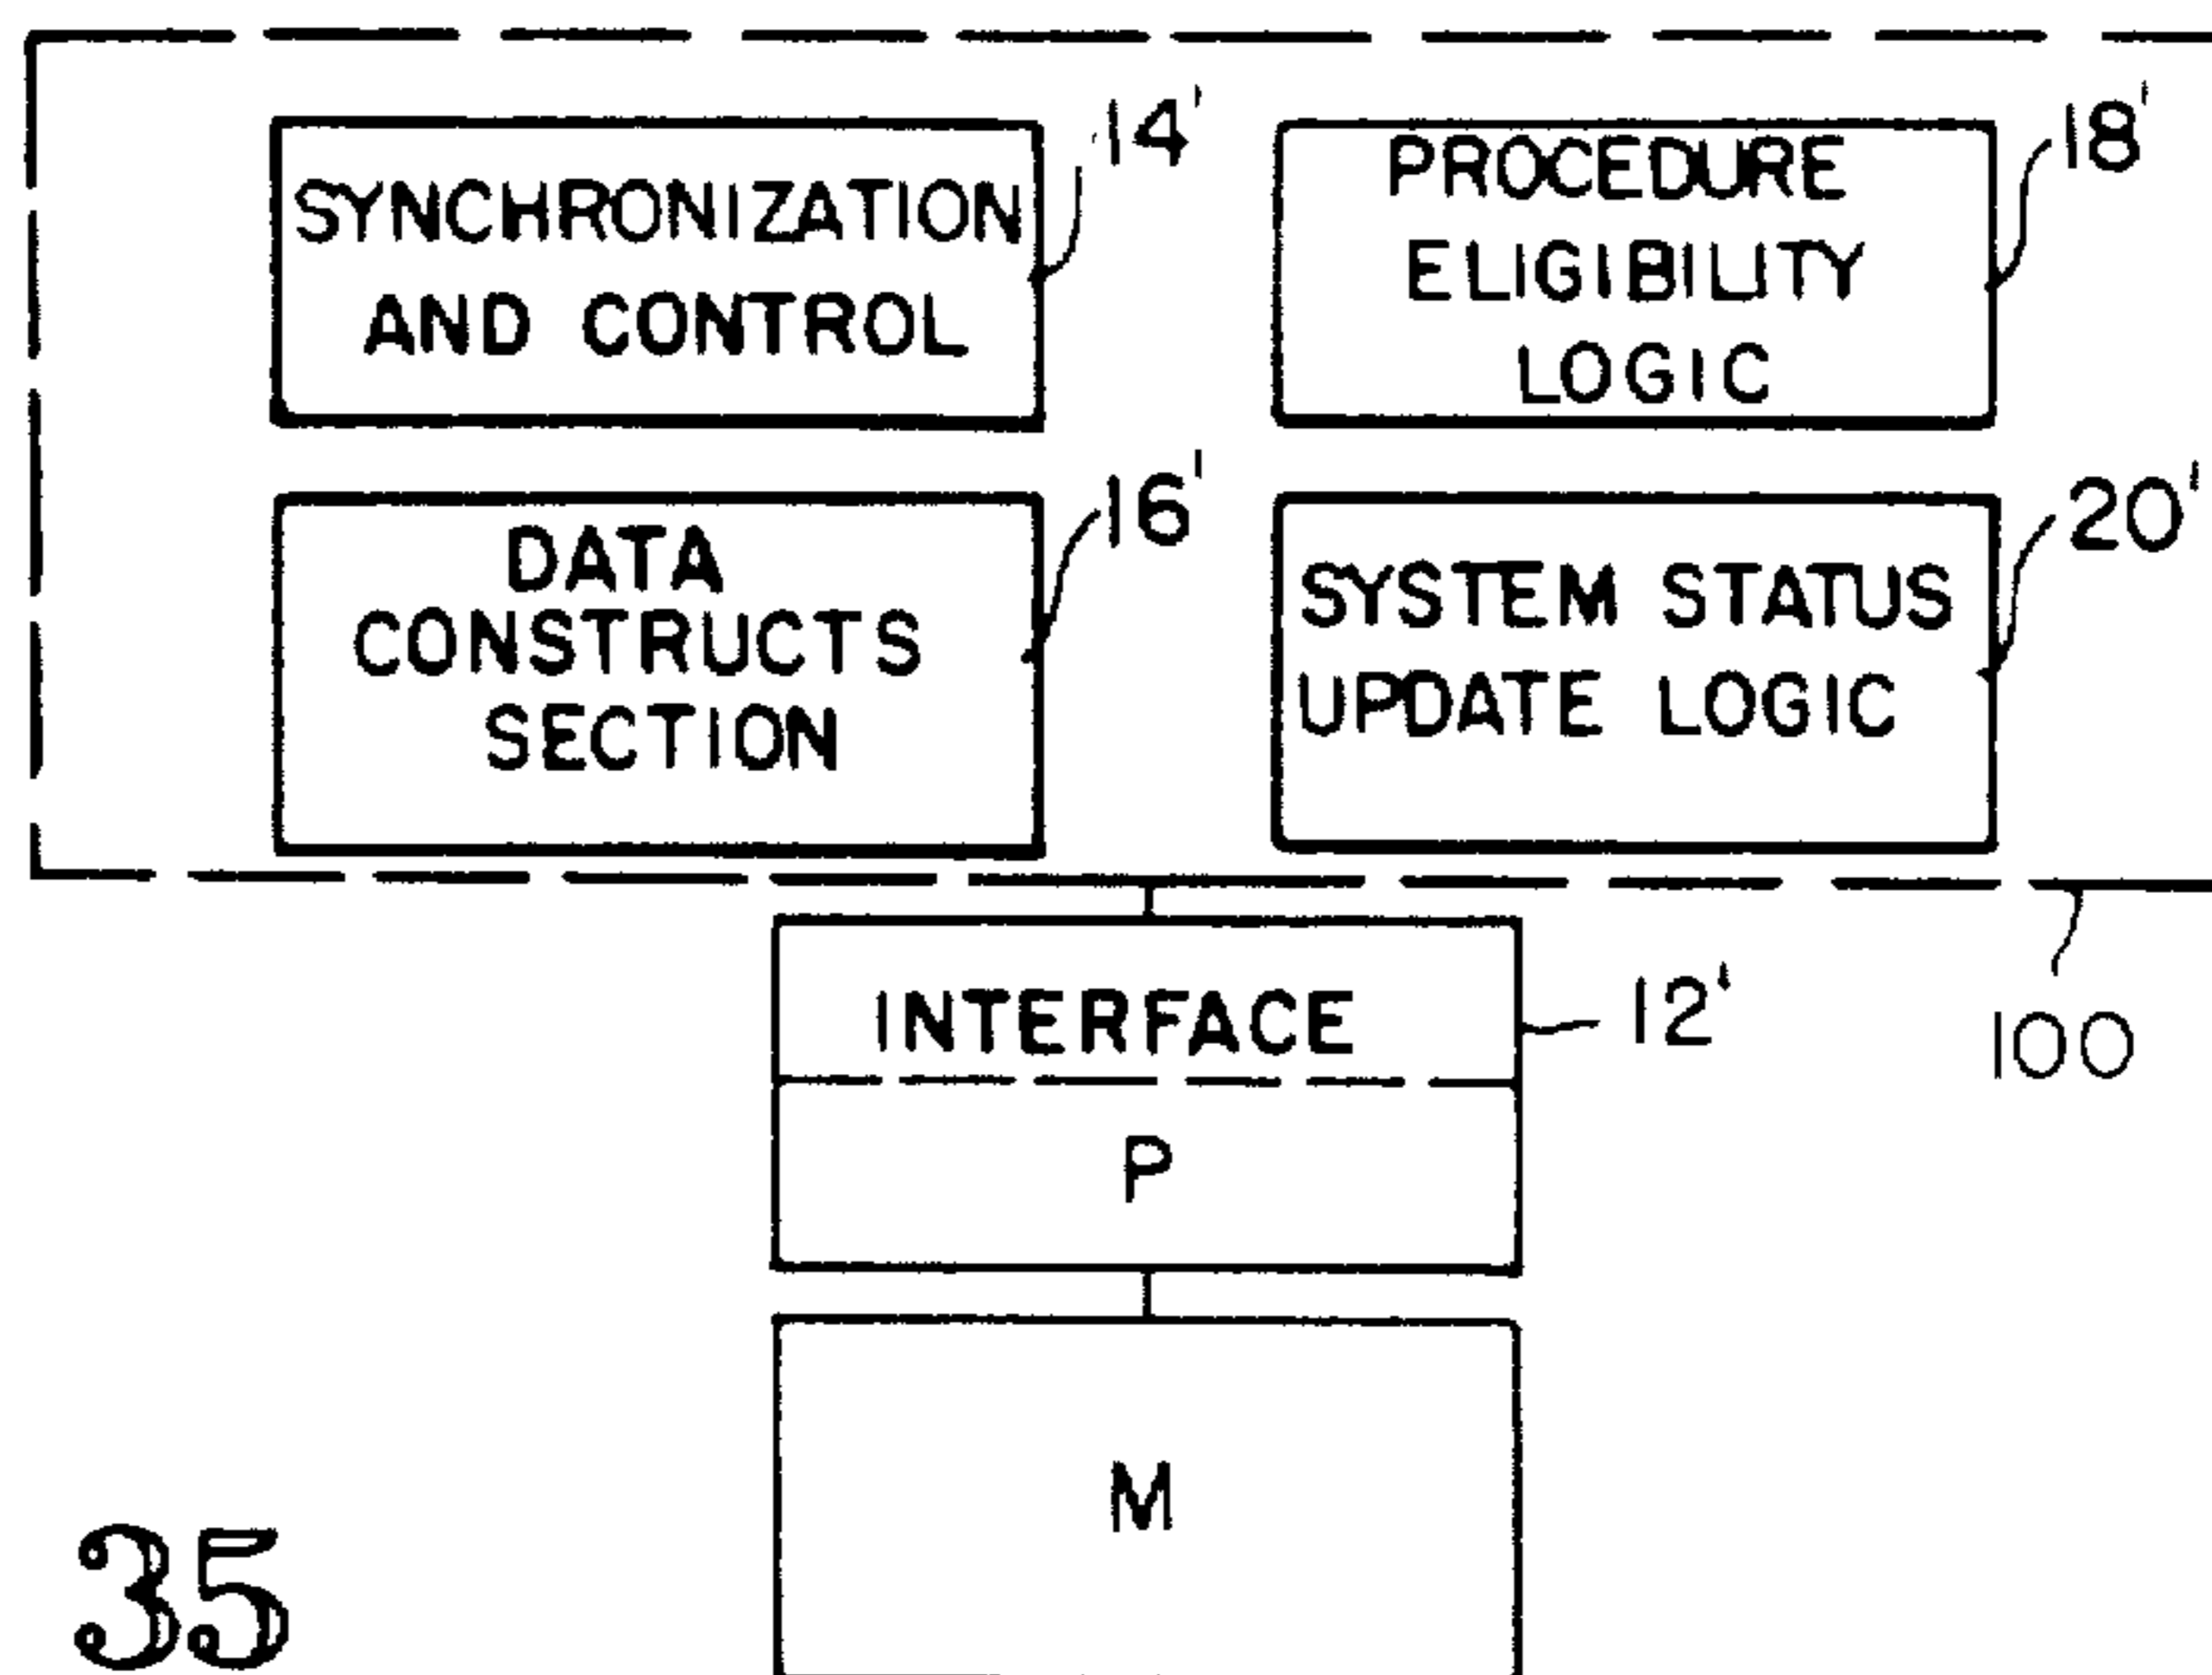 SYNCHRONIZATION
AND CONTROL
14'
PROCEDURE
ELIGIBILITY
LOGIC
18'
DATA
CONSTRUCTS
SECTION
16'
SYSTEM STATUS
UPDATE LOGIC
20'
INTERFACE
12'
100
P
M
35